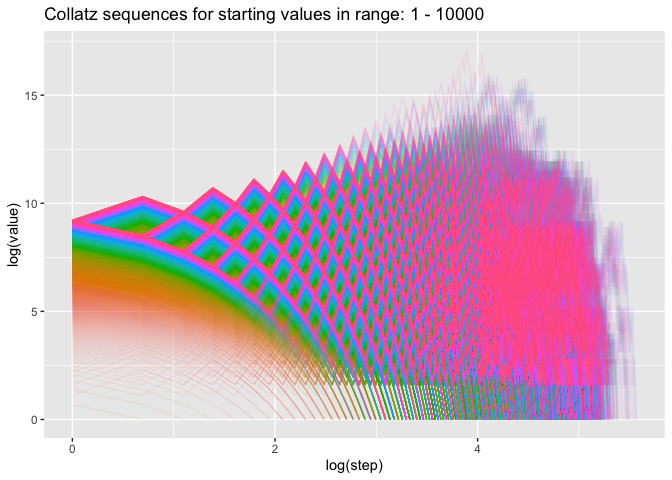 Collatz sequences for starting values in range: 1 - 10000
15
10
5
0
log(value)
0 2 4
log(step)